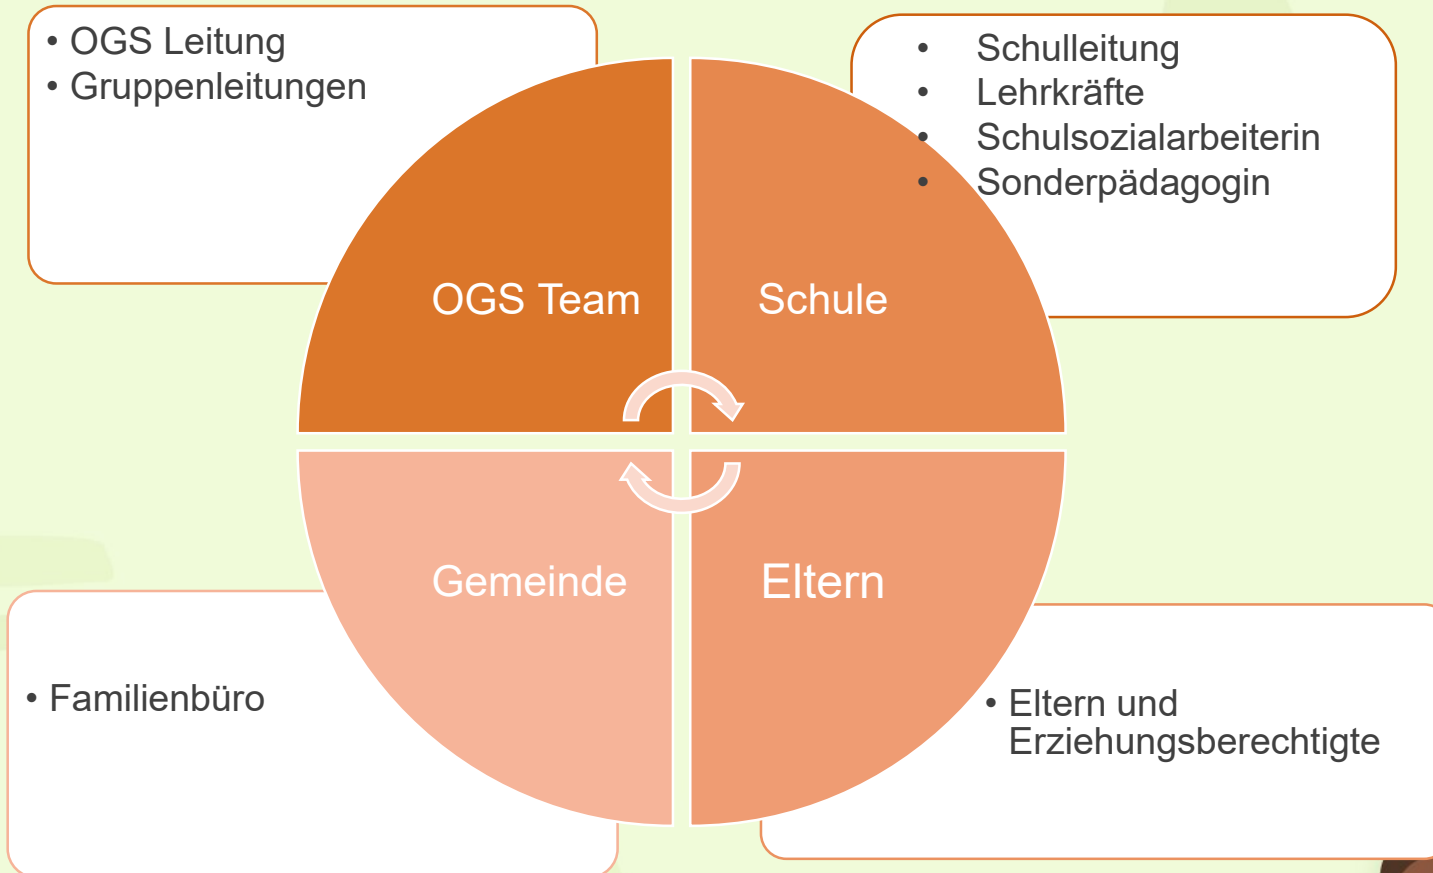 • OGS Leitung
• Gruppenleitungen
• Schulleitung
• Lehrkräfte
• Schulsozialarbeiterin
• Sonderpädagogin
OGS Team
Schule
Gemeinde
Eltern
• Familienbüro
• Eltern und
Erziehungsberechtigte